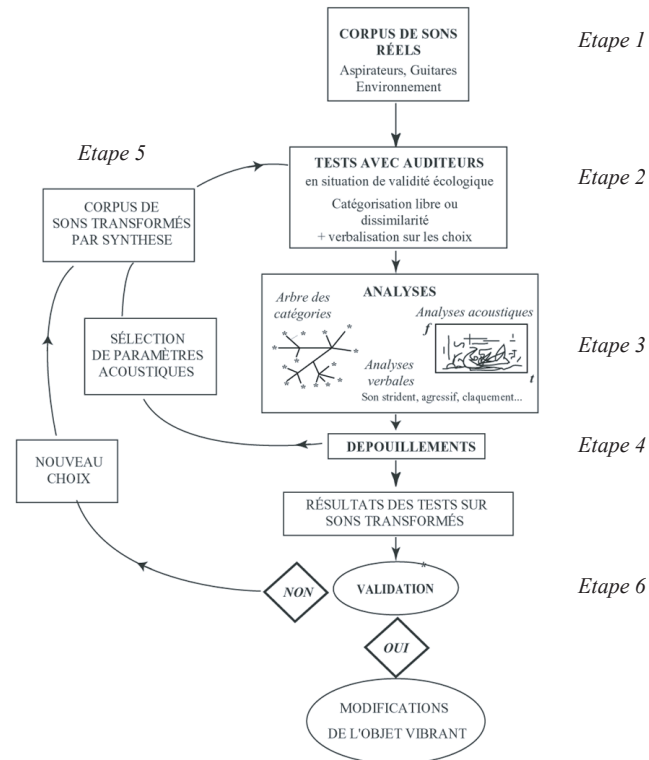 CORPUS DE SONS
RÉELS
Aspirateurs, Guitares
Environnement
Etape 1
Etape 5
TESTS AVEC AUDITEURS
en situation de validité écologique
Catégorisation libre ou
dissimilarité
+ verbalisation sur les choix
Etape 2
CORPUS DE
SONS TRANSFORMÉS
PAR SYNTHESE
ANALYSES
Arbre des
catégories
Analyses acoustiques
f
t
Analyses
verbales
Son strident, agressif, claquement...
Etape 3
SÉLECTION
DE PARAMÈTRES
ACOUSTIQUES
DEPOUILLEMENTS
Etape 4
NOUVEAU
CHOIX
RÉSULTATS DES TESTS SUR
SONS TRANSFORMÉS
NON
VALIDATION
*
Etape 6
OUI
MODIFICATIONS
DE L'OBJET VIBRANT